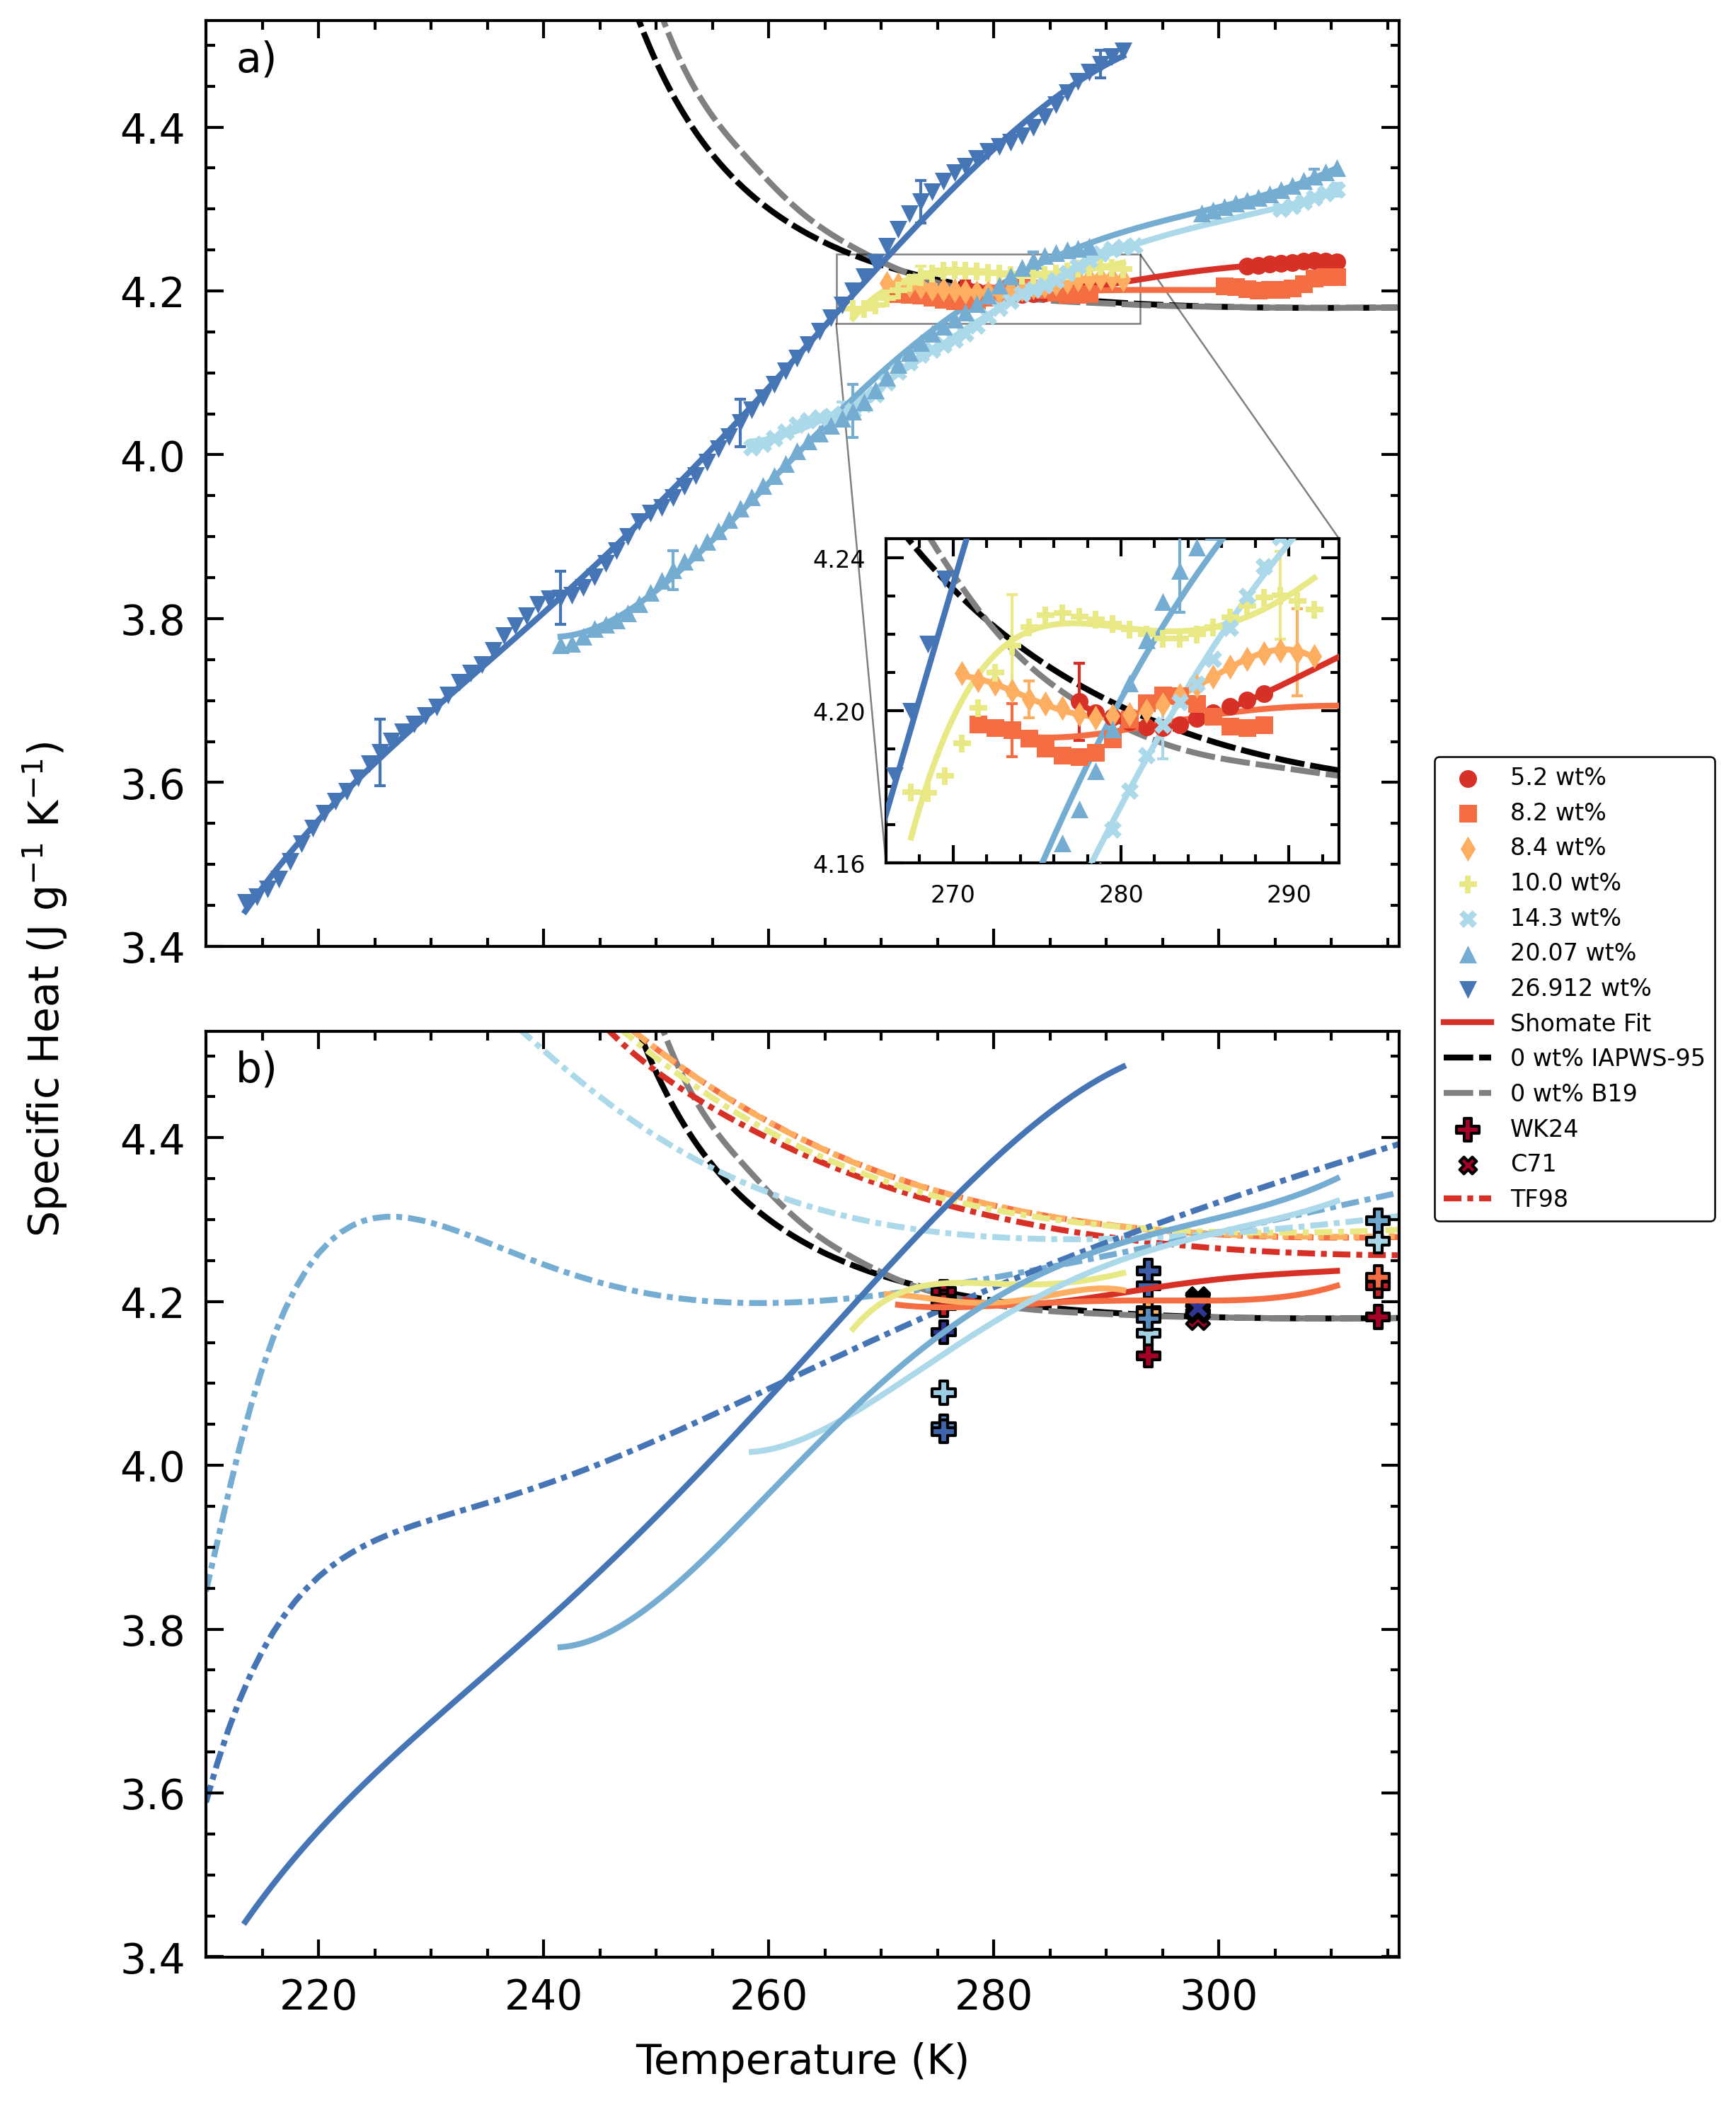 a)
4.4
4.2
4.0
3.8
3.6
3.4
4.24
4.20
4.16
270 280 290
Specific Heat (J g⁻¹ K⁻¹)
5.2 wt%
8.2 wt%
8.4 wt%
10.0 wt%
14.3 wt%
20.07 wt%
26.912 wt%
Shomate Fit
0 wt% IAPWS-95
0 wt% B19
WK24
C71
TF98
b)
4.4
4.2
4.0
3.8
3.6
3.4
220 240 260 280 300
Temperature (K)